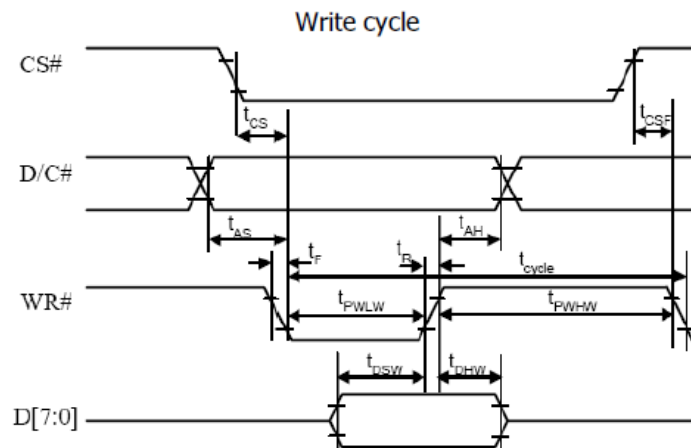 Write cycle
CS#
tCS
tCSF
D/C#
tAS
tAH
tF
tR
tcycle
WR#
tPWLW
tPWHW
tDSW
tDHW
D[7:0]